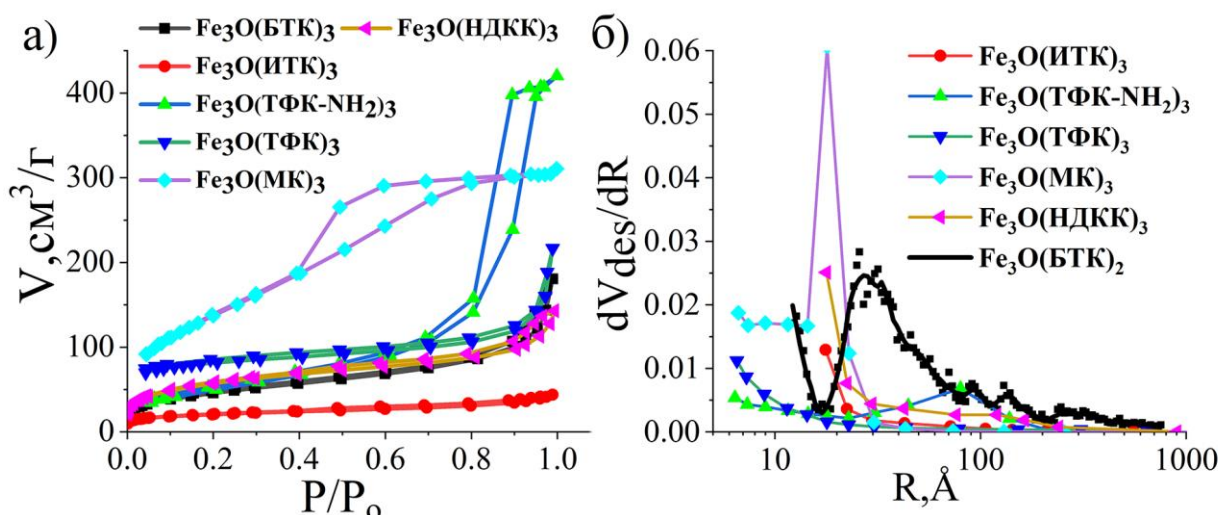 а)
Fe₃O(БТК)₃ Fe₃O(НДКК)₃
Fe₃O(ИТК)₃
Fe₃O(ТФК-NH₂)₃
Fe₃O(ТФК)₃
Fe₃O(МК)₃
V,см³/г
400
300
200
100
0
0.0 0.2 0.4 0.6 0.8 1.0
P/Pₒ
б)
Fe₃O(ИТК)₃
Fe₃O(ТФК-NH₂)₃
Fe₃O(ТФК)₃
Fe₃O(МК)₃
Fe₃O(НДКК)₃
Fe₃O(БТК)₂
dVdes/dR
0.06
0.05
0.04
0.03
0.02
0.01
0.00
10 100 1000
R,Å